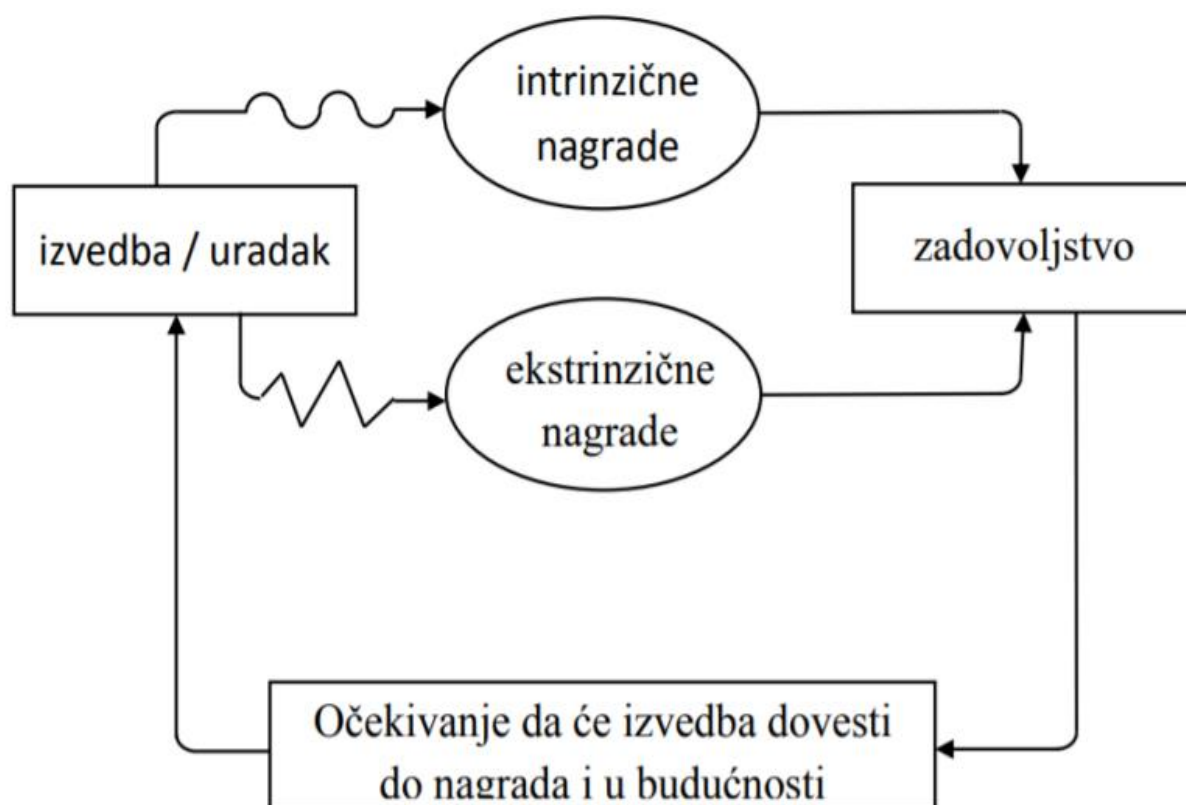 intrinzične
nagrade
izvedba / uradak
zadovoljstvo
ekstrinzične
nagrade
Očekivanje da će izvedba dovesti
do nagrada i u budućnosti